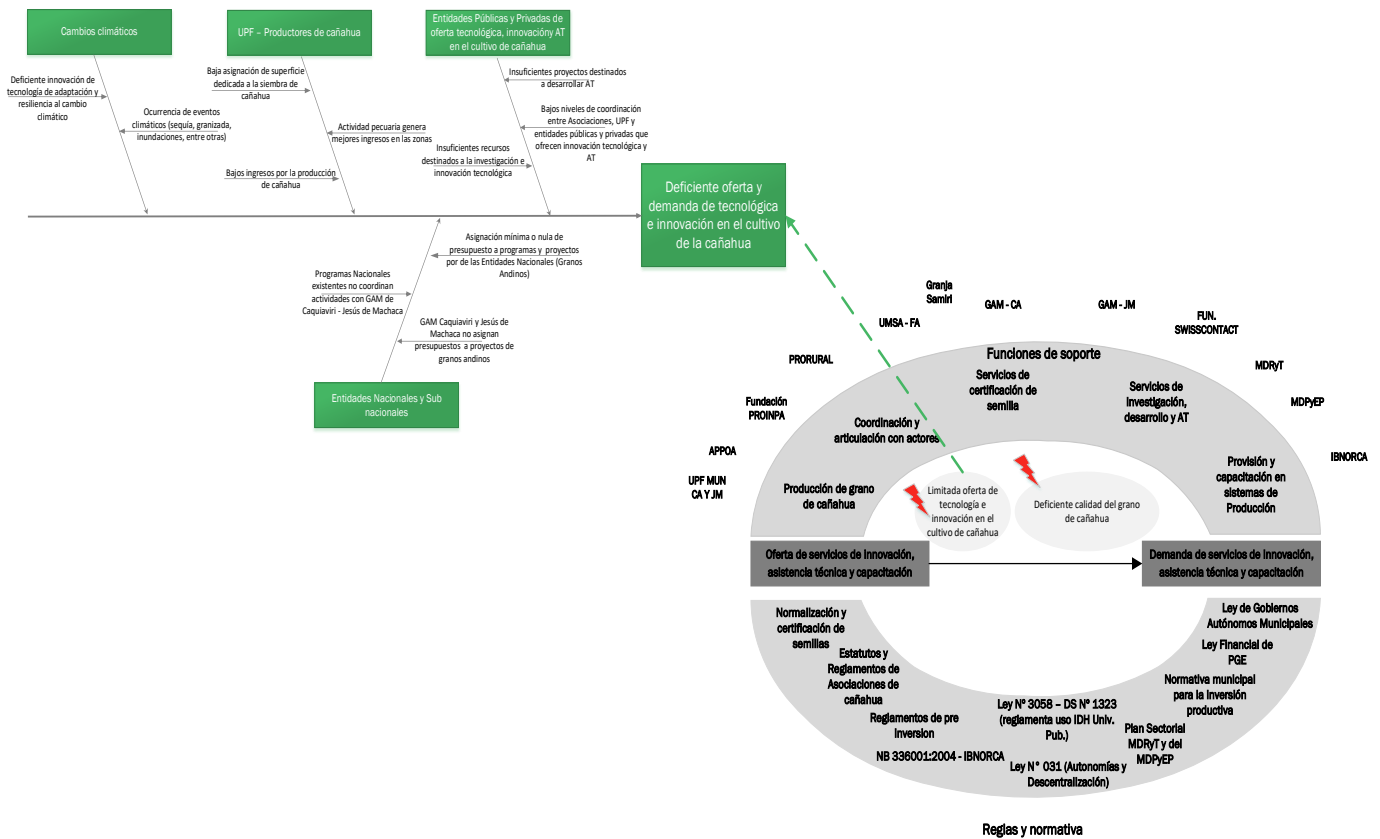 Cambios climáticos
UPF – Productores de cañahua
Entidades Públicas y Privadas de
oferta tecnológica, innovacióny AT
en el cultivo de cañahua
Deficiente innovación de
tecnología de adaptación y
resiliencia al cambio
climático
Ocurrencia de eventos
climáticos (sequía, granizada,
inundaciones, entre otras)
Baja asignación de superficie
dedicada a la siembra de
cañahua
Actividad pecuaria genera
mejores ingresos en las zonas
Bajos ingresos por la producción
de cañahua
Insuficientes proyectos destinados
a desarrollar AT
Bajos niveles de coordinación
entre Asociaciones, UPF y
entidades públicas y privadas que
ofrecen innovación tecnológica y
AT
Insuficientes recursos
destinados a la investigación e
innovación tecnológica
Deficiente oferta y
demanda de tecnológica
e innovación en el cultivo
de la cañahua
Asignación mínima o nula de
presupuesto a programas y proyectos
por de las Entidades Nacionales (Granos
Andinos)
Programas Nacionales
existentes no coordinan
actividades con GAM de
Caquiaviri - Jesús de Machaca
GAM Caquiaviri y Jesús de
Machaca no asignan
presupuestos a proyectos de
granos andinos
Entidades Nacionales y Sub
nacionales
UPF MUN
CA Y JM
APPOA
Fundación
PROINPA
PRORURAL
UMSA - FA
Granja
Samiri
GAM - CA
GAM - JM
FUN.
SWISSCONTACT
MDRyT
MDPyEP
IBNORCA
Funciones de soporte
Producción de grano
de cañahua
Coordinación y
articulación con actores
Servicios de
certificación de
semilla
Servicios de
investigación,
desarrollo y AT
Provisión y
capacitación en
sistemas de
Producción
Limitada oferta de
tecnología e
innovación en el
cultivo de cañahua
Deficiente calidad del grano
de cañahua
Oferta de servicios de innovación,
asistencia técnica y capacitación
Demanda de servicios de innovación,
asistencia técnica y capacitación
Normalización y
certificación de
semillas
Estatutos y
Reglamentos de
Asociaciones de
cañahua
Reglamentos de pre
inversion
NB 336001:2004 - IBNORCA
Ley N° 3058 – DS N° 1323
(reglamenta uso IDH Univ.
Pub.)
Ley N° 031 (Autonomías y
Descentralización)
Plan Sectorial
MDRyT y del
MDPyEP
Normativa municipal
para la inversión
productiva
Ley Financial de
PGE
Ley de Gobiernos
Autónomos Municipales
Reglas y normativa